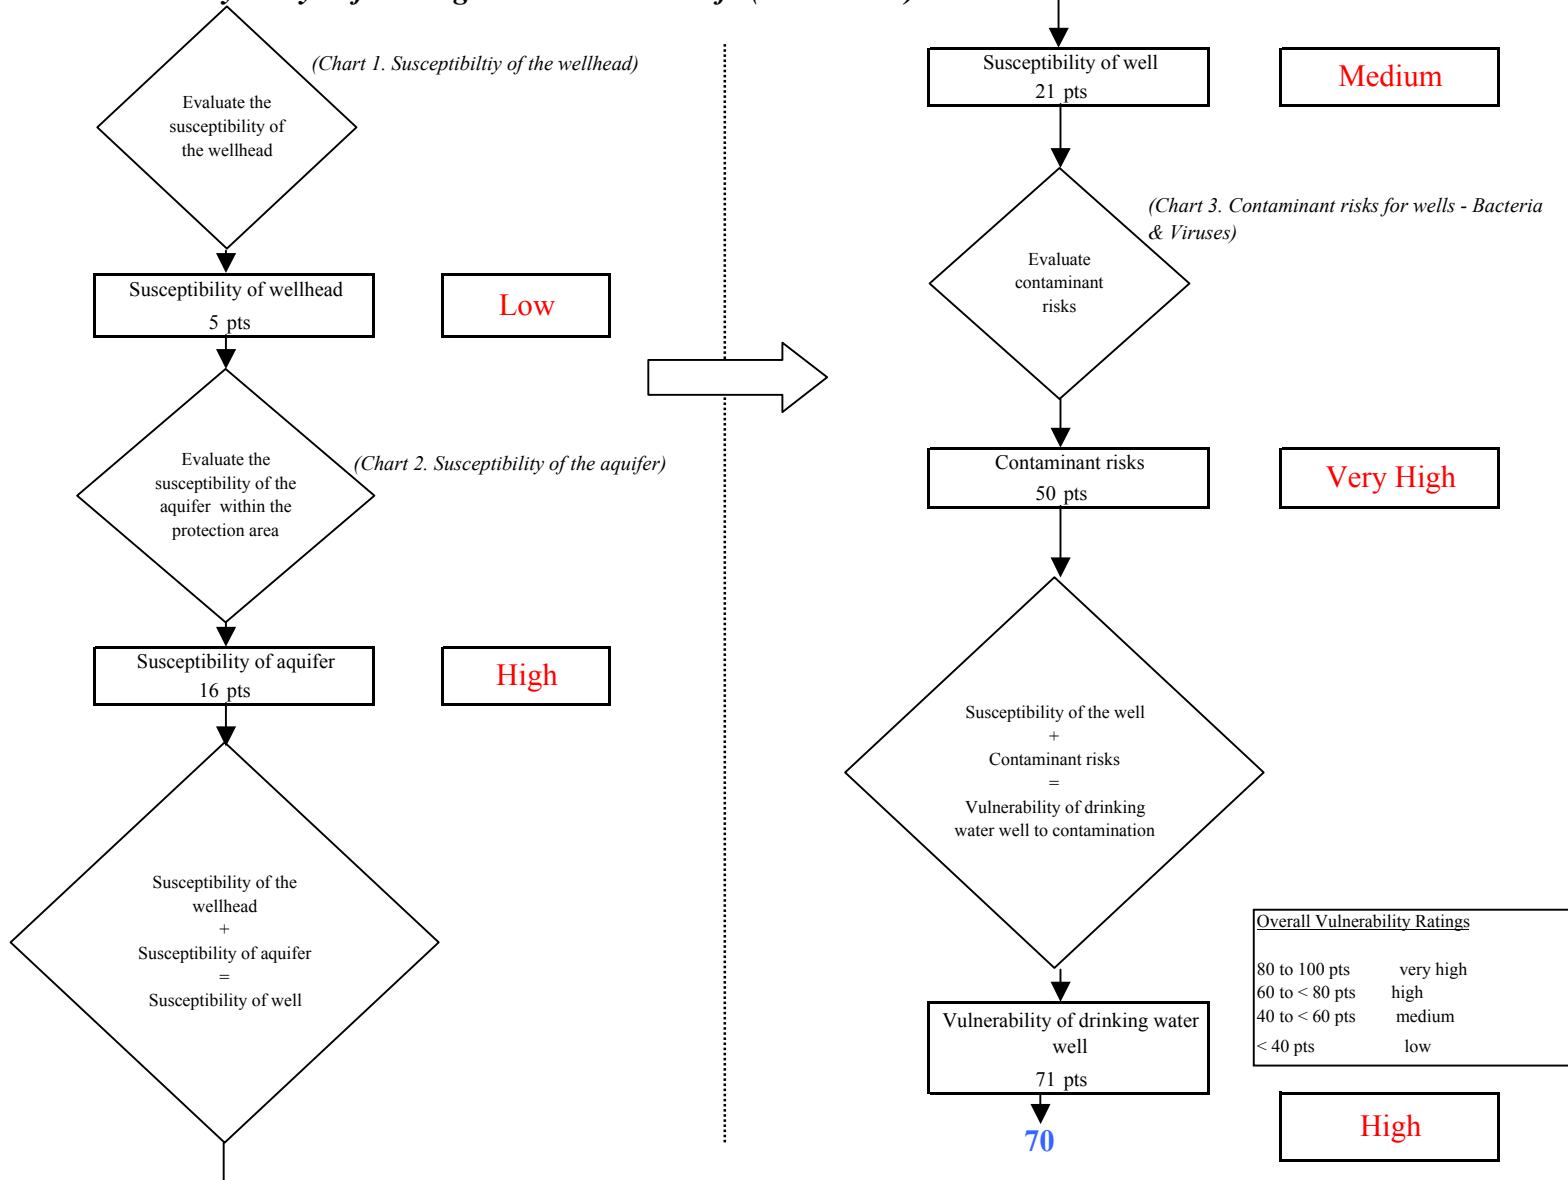 (Chart 1. Susceptibiltiy of the wellhead)
Evaluate the
susceptibility of
the wellhead
Susceptibility of wellhead
5 pts
Low
Evaluate the
susceptibility of the
aquifer within the
protection area
(Chart 2. Susceptibility of the aquifer)
Susceptibility of aquifer
16 pts
High
Susceptibility of the
wellhead
+
Susceptibility of aquifer
=
Susceptibility of well
Susceptibility of well
21 pts
Medium
(Chart 3. Contaminant risks for wells - Bacteria
& Viruses)
Evaluate
contaminant
risks
Contaminant risks
50 pts
Very High
Susceptibility of the well
+
Contaminant risks
=
Vulnerability of drinking
water well to contamination
Overall Vulnerability Ratings
80 to 100 pts very high
60 to < 80 pts high
40 to < 60 pts medium
< 40 pts low
Vulnerability of drinking water
well
71 pts
70
High